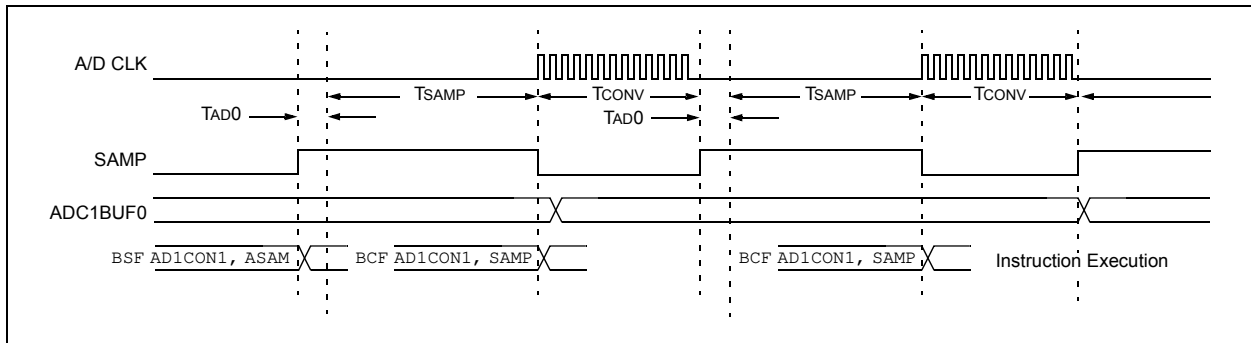 A/D CLK
TSAMP TCONV TSAMP TCONV
TAD0 TAD0
SAMP
ADC1BUF0
BSF AD1CON1, ASAM BCF AD1CON1, SAMP BCF AD1CON1, SAMP Instruction Execution